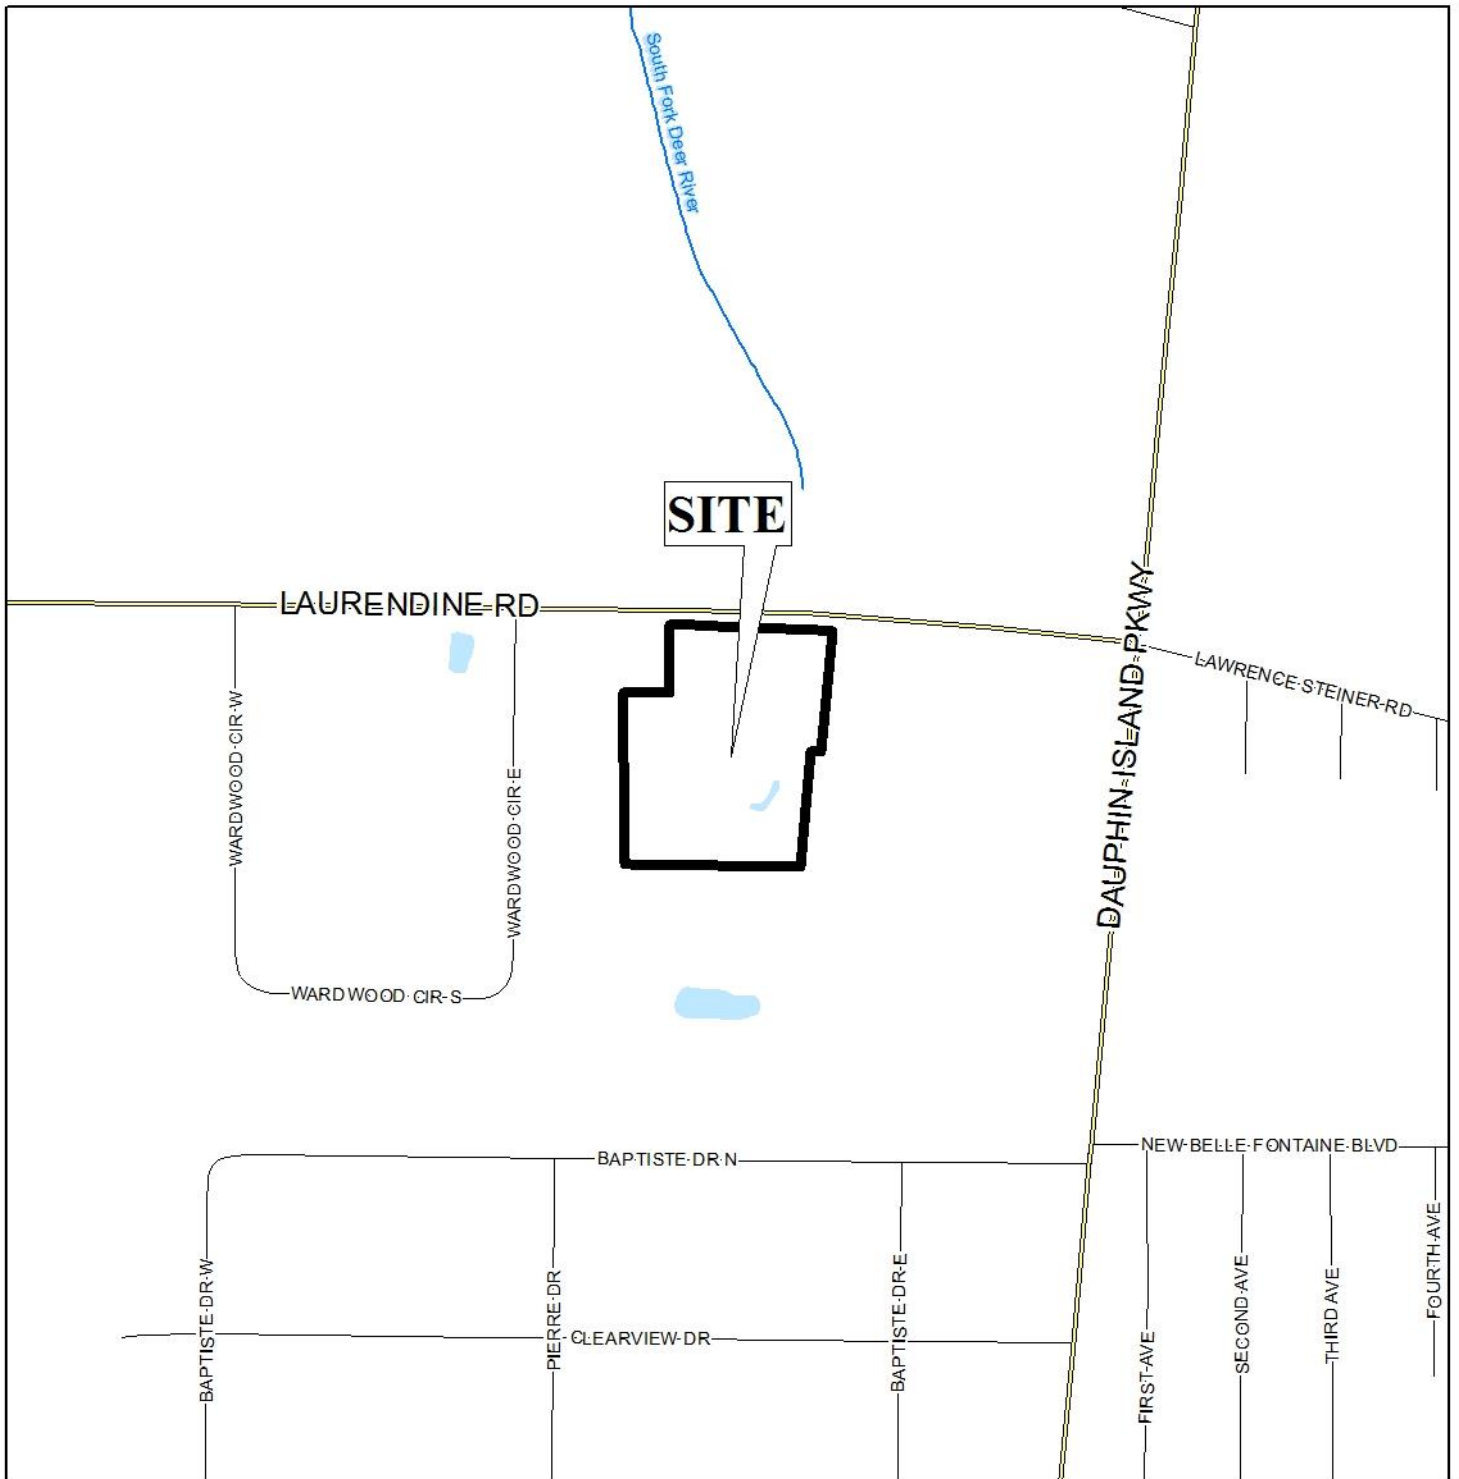 South Fork Deer River
SITE
LAURENDINE RD
DAUPHIN ISLAND PKWY
LAWRENCE STEINER RD
WARDWOOD CIR W
WARDWOOD CIR E
WARDWOOD CIR S
NEW BELLE FONTAINE BLVD
BAPTISTE DR N
BAPTISTE DR W
PIERRE DR
CLEARVIEW DR
BAPTISTE DR E
FIRST AVE
SECOND AVE
THIRD AVE
FOURTH AVE